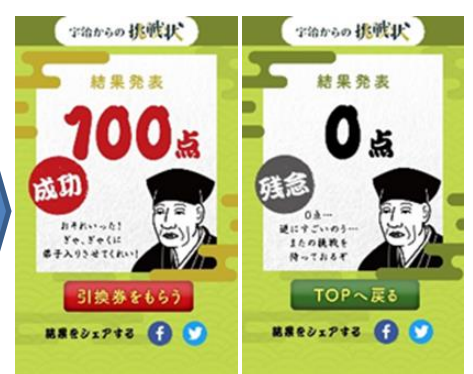 宇治からの挑戦状
結果発表
100点
成功
おそれいった!
ぎゃ、ぎゃくに
弟子入りさせてくれい!
引換券をもらう
結果をシェアする
宇治からの挑戦状
結果発表
0点
残念
0点…
逆にすごいのう…
またの挑戦を
待っておるぞ
TOPへ戻る
結果をシェアする